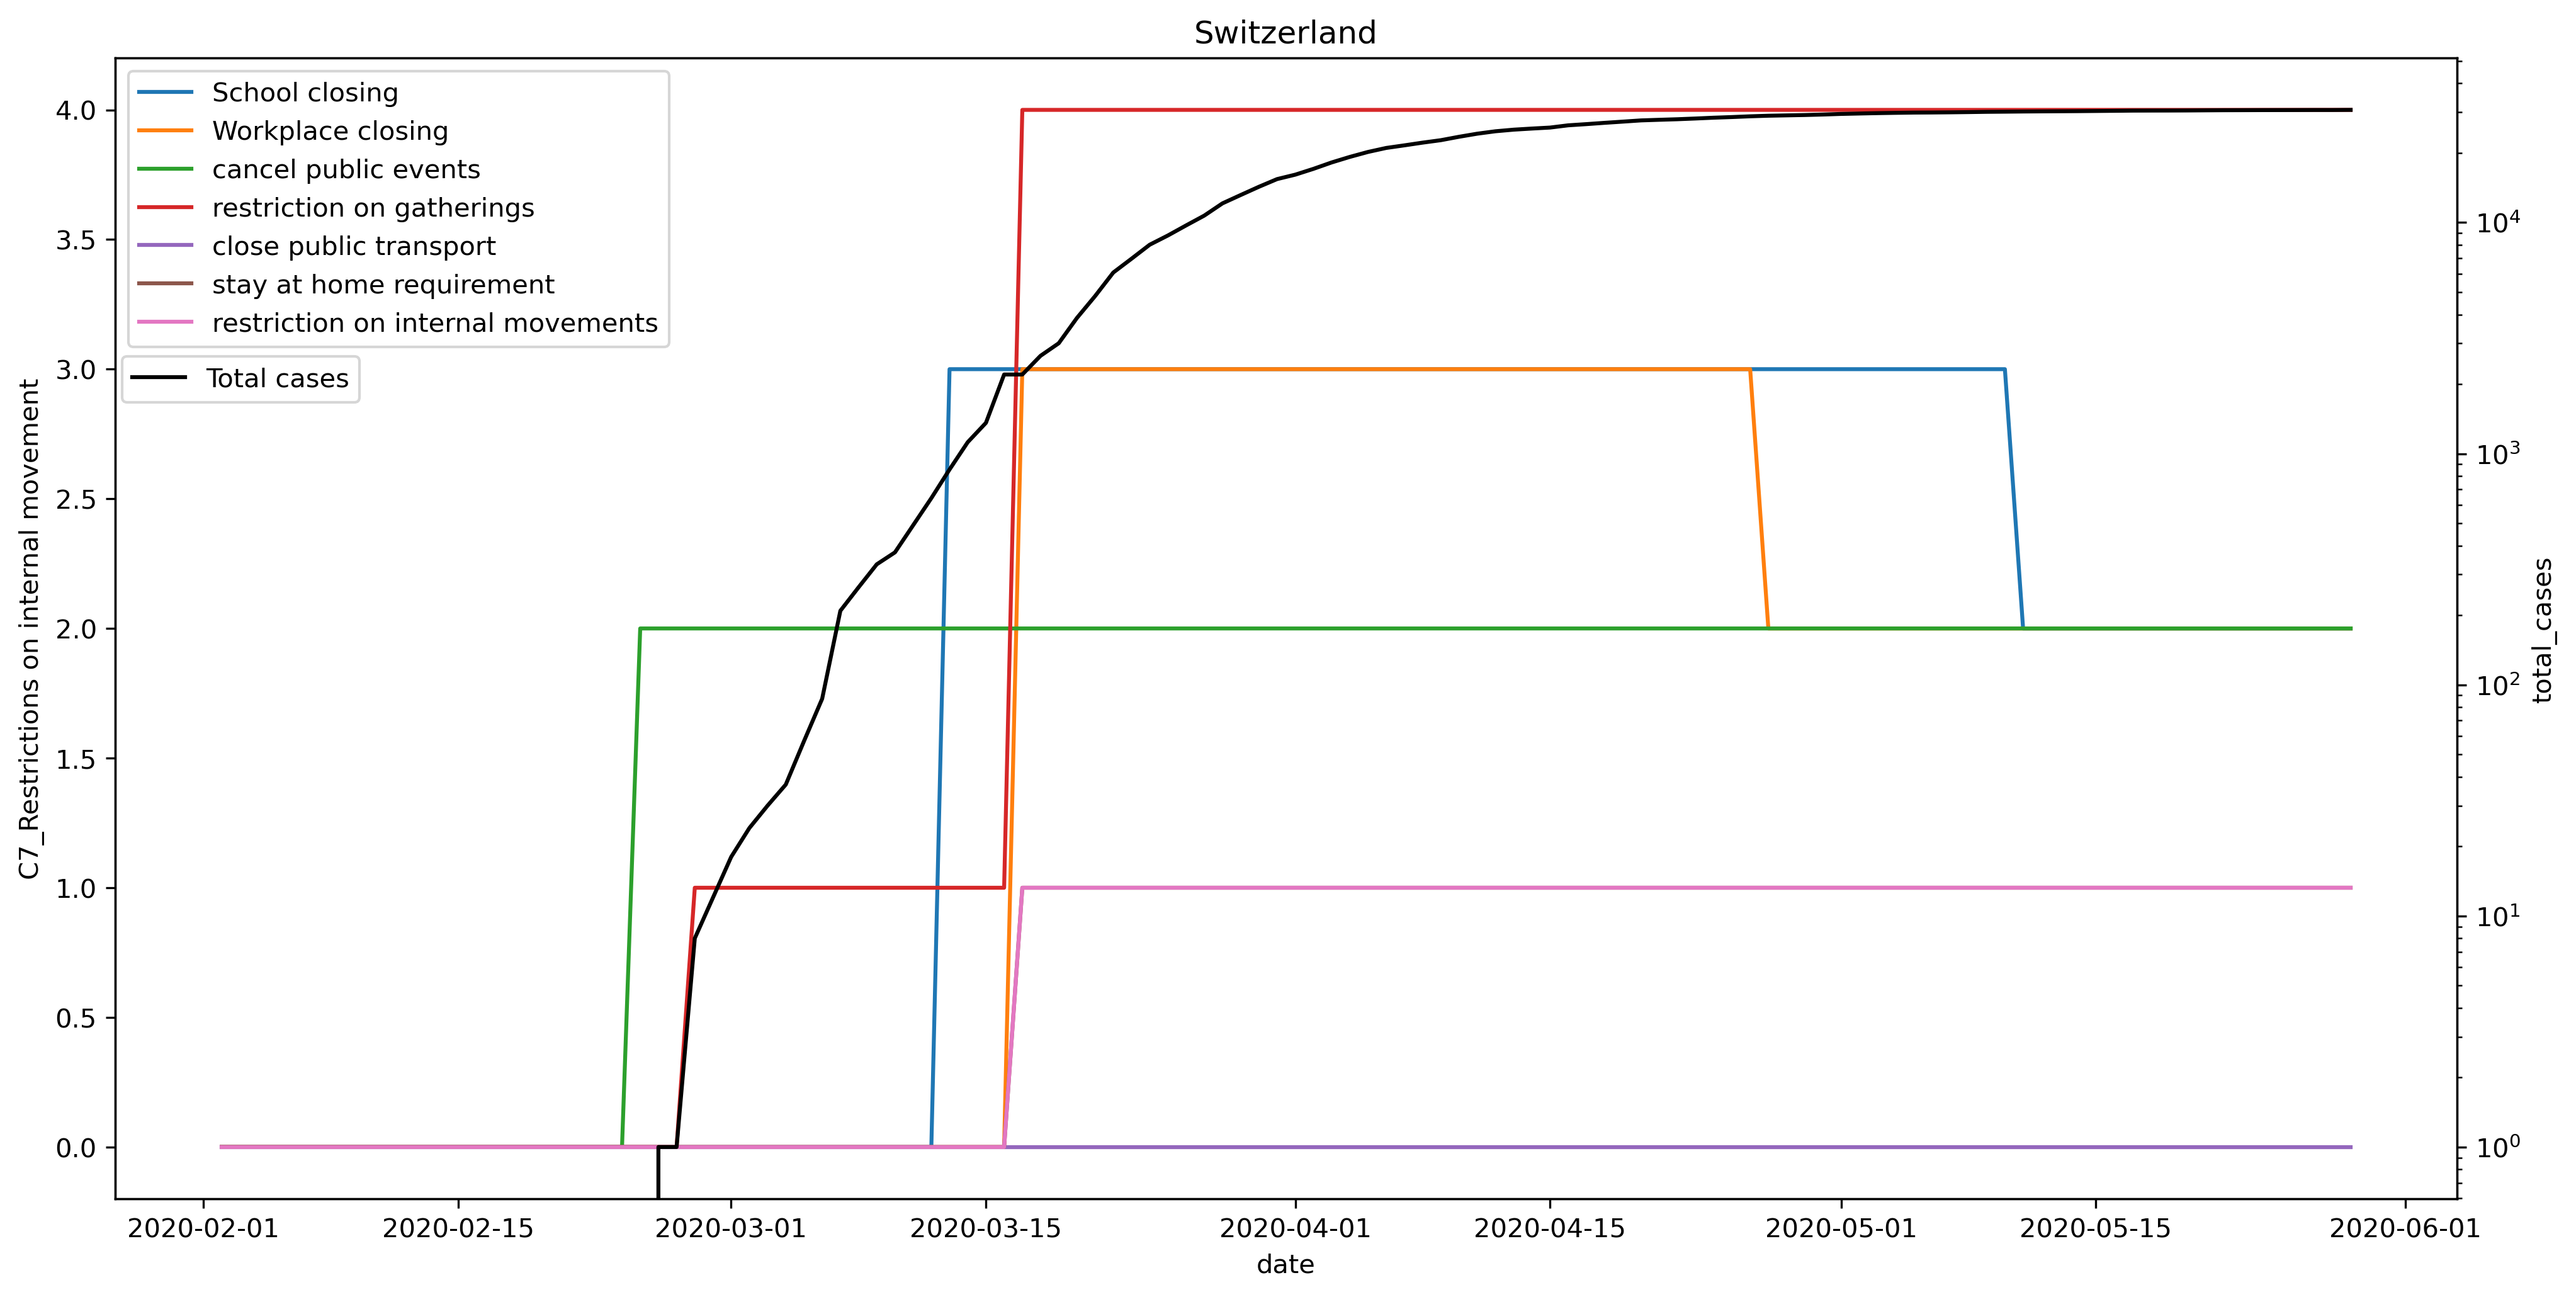 Switzerland
School closing
Workplace closing
cancel public events
restriction on gatherings
close public transport
stay at home requirement
restriction on internal movements
Total cases
C7_Restrictions on internal movement
4.0
3.5
3.0
2.5
2.0
1.5
1.0
0.5
0.0
10⁴
10³
10²
10¹
10⁰
total_cases
2020-02-01 2020-02-15 2020-03-01 2020-03-15 2020-04-01 2020-04-15 2020-05-01 2020-05-15 2020-06-01
date